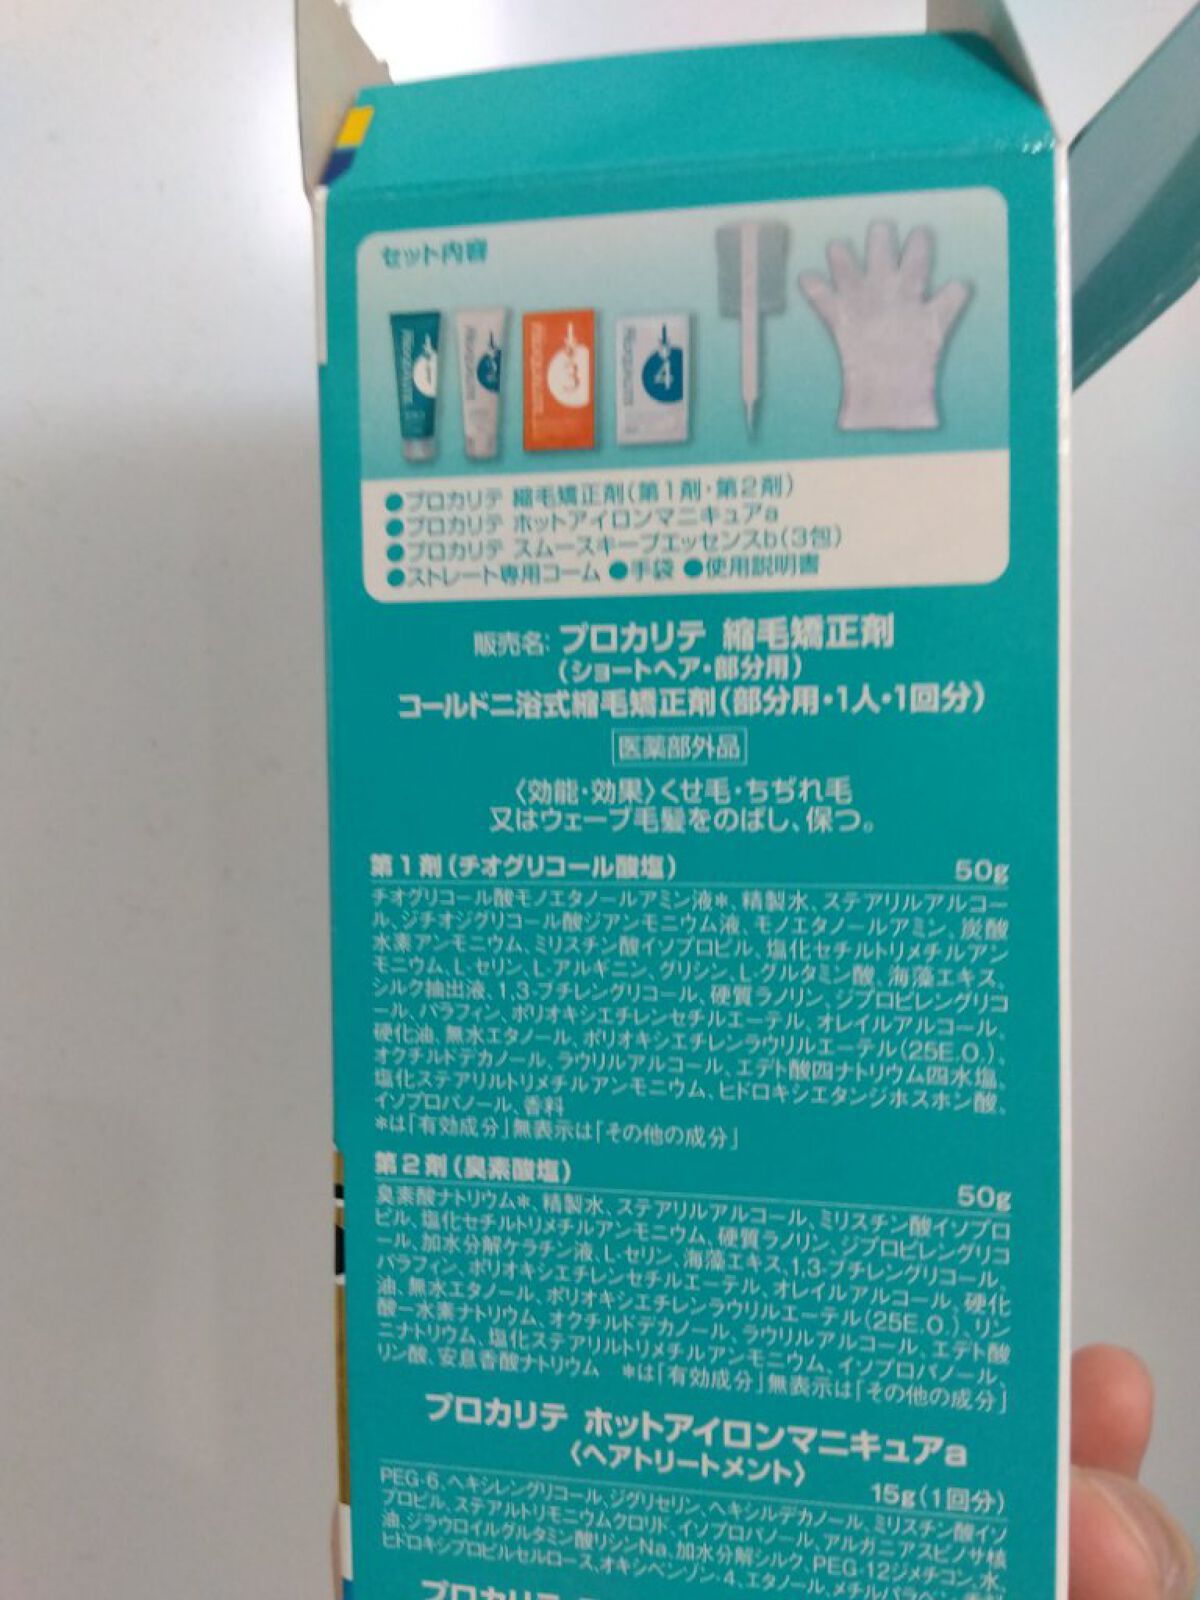 セット内容
3
4
●プロカリテ 縮毛矯正剤(第1剤・第2剤)
●プロカリテ ホットアイロンマニキュアa
●プロカリテ スムースキープエッセンスb(3包)
●ストレート専用コーム ●手袋 ●使用説明書
販売名: プロカリテ 縮毛矯正剤
(ショートヘア・部分用)
コールド二浴式縮毛矯正剤(部分用・1人・1回分)
医薬部外品
〈効能・効果〉くせ毛・ちぢれ毛
又はウェーブ毛髪をのばし、保つ。
第1剤(チオグリコール酸塩) 50g
チオグリコール酸モノエタノールアミン液*、精製水、ステアリルアルコー
ル、ジチオジグリコール酸ジアンモニウム液、モノエタノールアミン、炭酸
水素アンモニウム、ミリスチン酸イソプロピル、塩化セチルトリメチルアン
モニウム、L-セリン、L-アルギニン、グリシン、L-グルタミン酸、海藻エキス、
シルク抽出液、1,3-ブチレングリコール、硬質ラノリン、ジプロピレングリコ
ール、パラフィン、ポリオキシエチレンセチルエーテル、オレイルアルコール、
硬化油、無水エタノール、ポリオキシエチレンラウリルエーテル(25E.O.)、
オクチルドデカノール、ラウリルアルコール、エデト酸四ナトリウム四水塩、
塩化ステアリルトリメチルアンモニウム、ヒドロキシエタンジホスホン酸、
イソプロパノール、香料
*は「有効成分」無表示は「その他の成分」
第2剤(臭素酸塩) 50g
臭素酸ナトリウム*、精製水、ステアリルアルコール、ミリスチン酸イソプロ
ピル、塩化セチルトリメチルアンモニウム、硬質ラノリン、ジプロピレングリコ
ール、加水分解ケラチン液、L-セリン、海藻エキス、1,3-ブチレングリコール、
パラフィン、ポリオキシエチレンセチルエーテル、オレイルアルコール、硬化
油、無水エタノール、ポリオキシエチレンラウリルエーテル(25E.O.)、リン
酸一水素ナトリウム、オクチルドデカノール、ラウリルアルコール、エデト酸
二ナトリウム、塩化ステアリルトリメチルアンモニウム、イソプロパノール、
リン酸、安息香酸ナトリウム *は「有効成分」無表示は「その他の成分」
プロカリテ ホットアイロンマニキュアa
〈ヘアトリートメント〉
15g(1回分)
PEG-6、ヘキシレングリコール、ジグリセリン、ヘキシルデカノール、ミリスチン酸イソ
プロピル、ステアルトリモニウムクロリド、イソプロパノール、アルガニアスピノサ核
油、ジラウロイルグルタミン酸リシンNa、加水分解シルク、PEG-12ジメチコン、水、
ヒドロキシプロピルセルロース、オキシベンゾン-4、エタノール、メチルパラベン、香料
プロカリテ